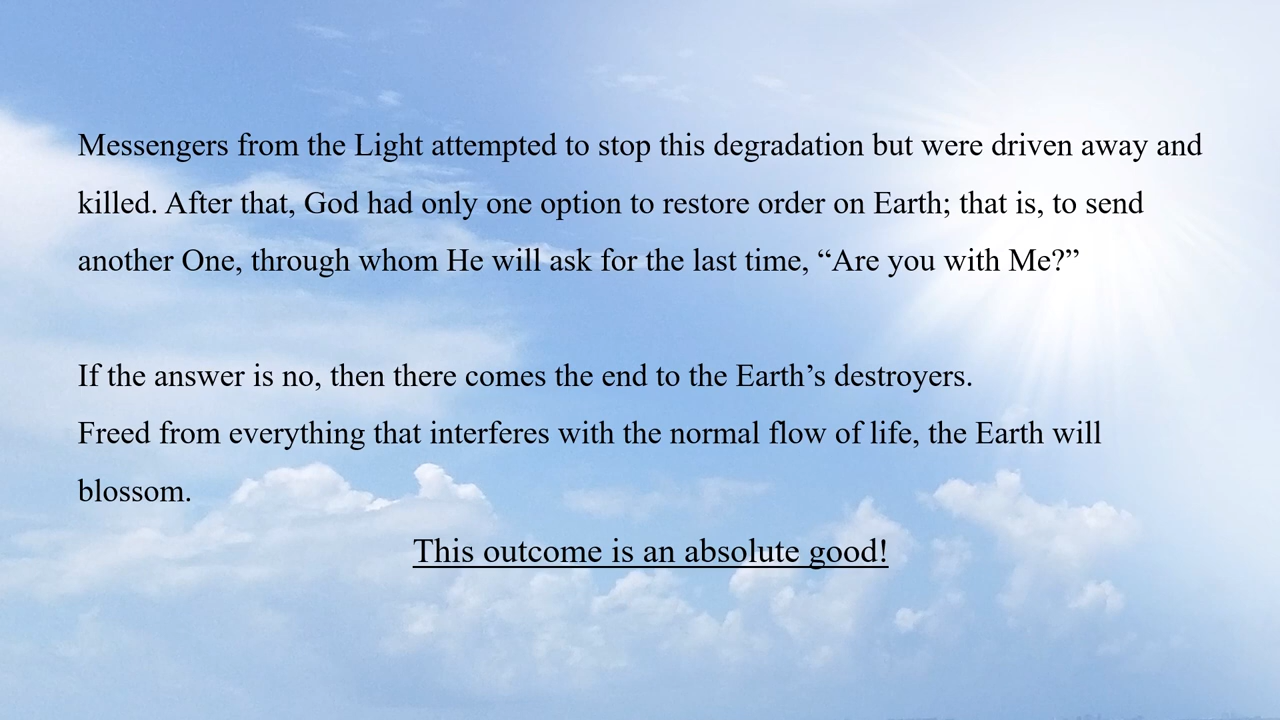 Messengers from the Light attempted to stop this degradation but were driven away and
killed. After that, God had only one option to restore order on Earth; that is, to send
another One, through whom He will ask for the last time, “Are you with Me?”
If the answer is no, then there comes the end to the Earth’s destroyers.
Freed from everything that interferes with the normal flow of life, the Earth will
blossom.
This outcome is an absolute good!